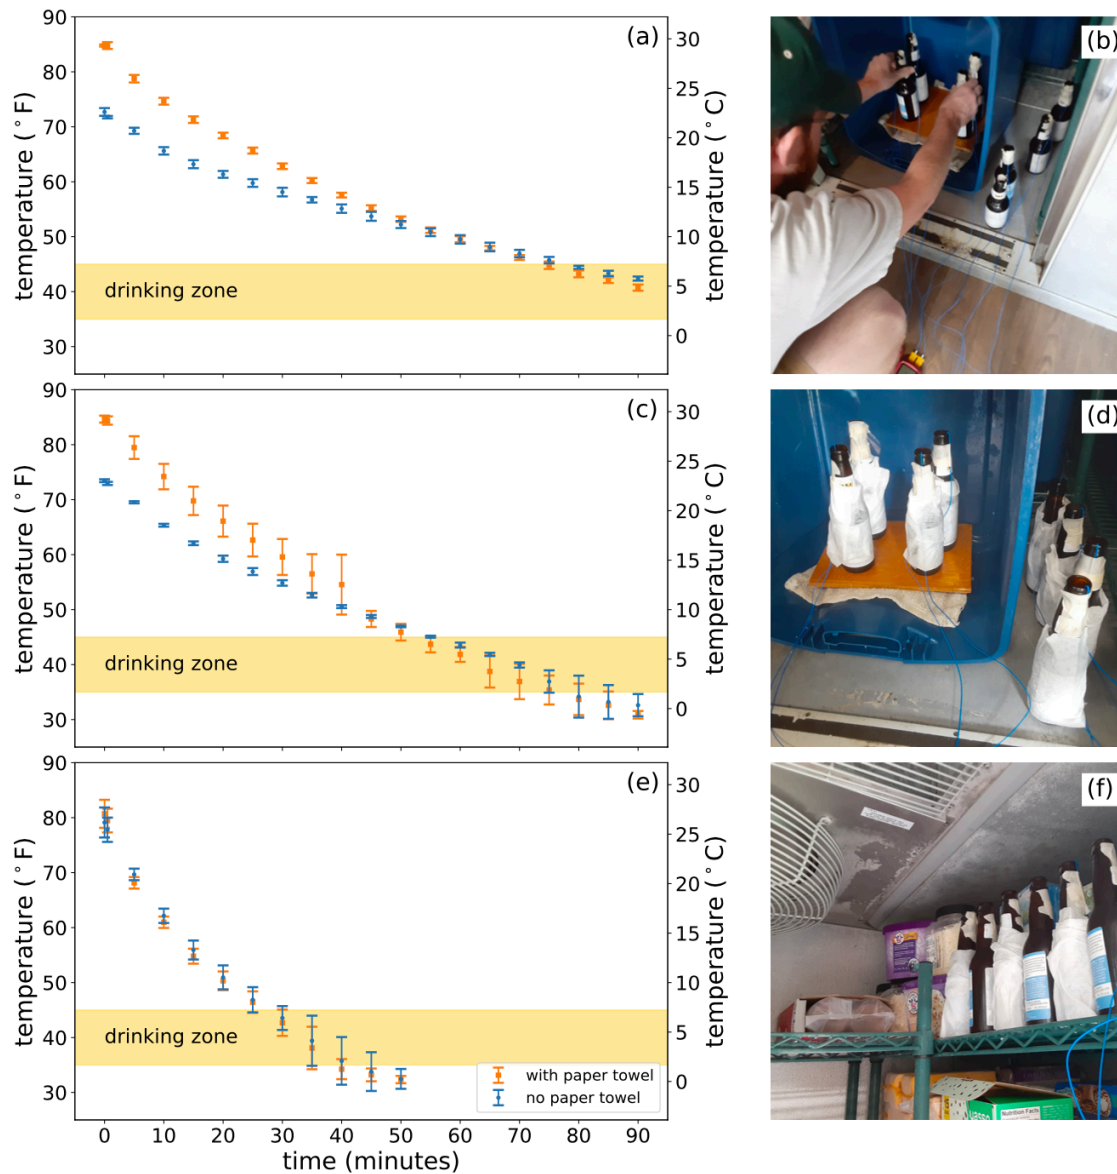 (a)
90
80
70
60
50
40
30
temperature (°F)
drinking zone
30
25
20
15
10
5
0
temperature (°C)
(b)
(c)
90
80
70
60
50
40
30
temperature (°F)
drinking zone
30
25
20
15
10
5
0
temperature (°C)
(d)
(e)
90
80
70
60
50
40
30
temperature (°F)
drinking zone
30
25
20
15
10
5
0
temperature (°C)
with paper towel
no paper towel
0 10 20 30 40 50 60 70 80 90
time (minutes)
(f)
Nutrition Facts